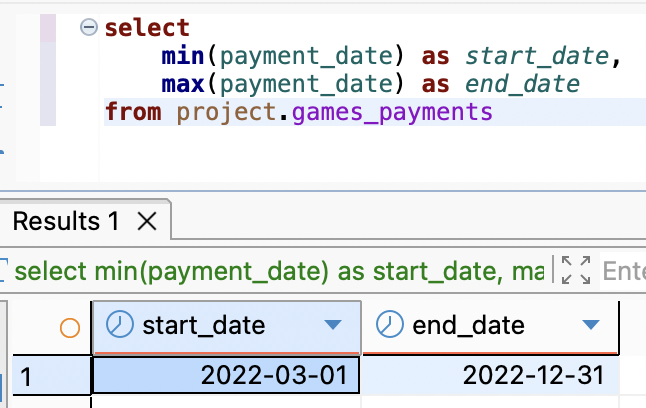 select
min(payment_date) as start_date,
max(payment_date) as end_date
from project.games_payments
Results 1
select min(payment_date) as start_date, ma
start_date end_date
1 2022-03-01 2022-12-31